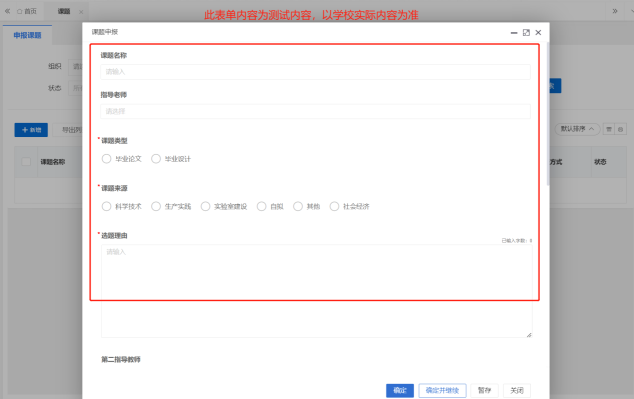 此表单内容为测试内容，以学校实际内容为准
首页
课题
申报课题
课题申报
组织
状态
课题名称
请输入
指导老师
请选择
+ 新增
默认排序
*课题类型
毕业论文 毕业设计
课题名称
方式
状态
*课题来源
科学技术 生产实践 实验室建设 自拟 其他 社会经济
*选题理由
已输入字数：0
请输入
第二指导教师
确定 确定并继续 暂存 关闭